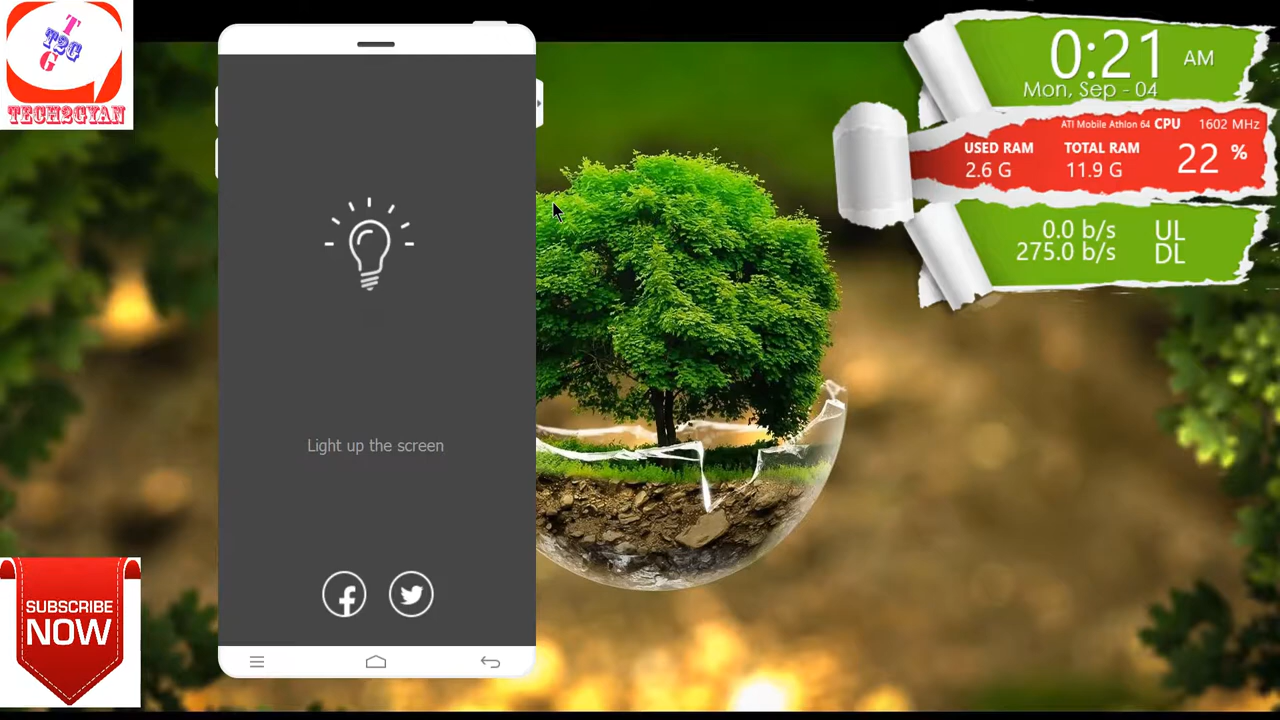 T
T2G
G
TECH2GYAN
0:21 AM
Mon, Sep - 04
ATI Mobile Athlon 64 CPU 1602 MHz
USED RAM TOTAL RAM
2.6 G 11.9 G 22 %
0.0 b/s UL
275.0 b/s DL
Light up the screen
SUBSCRIBE
NOW